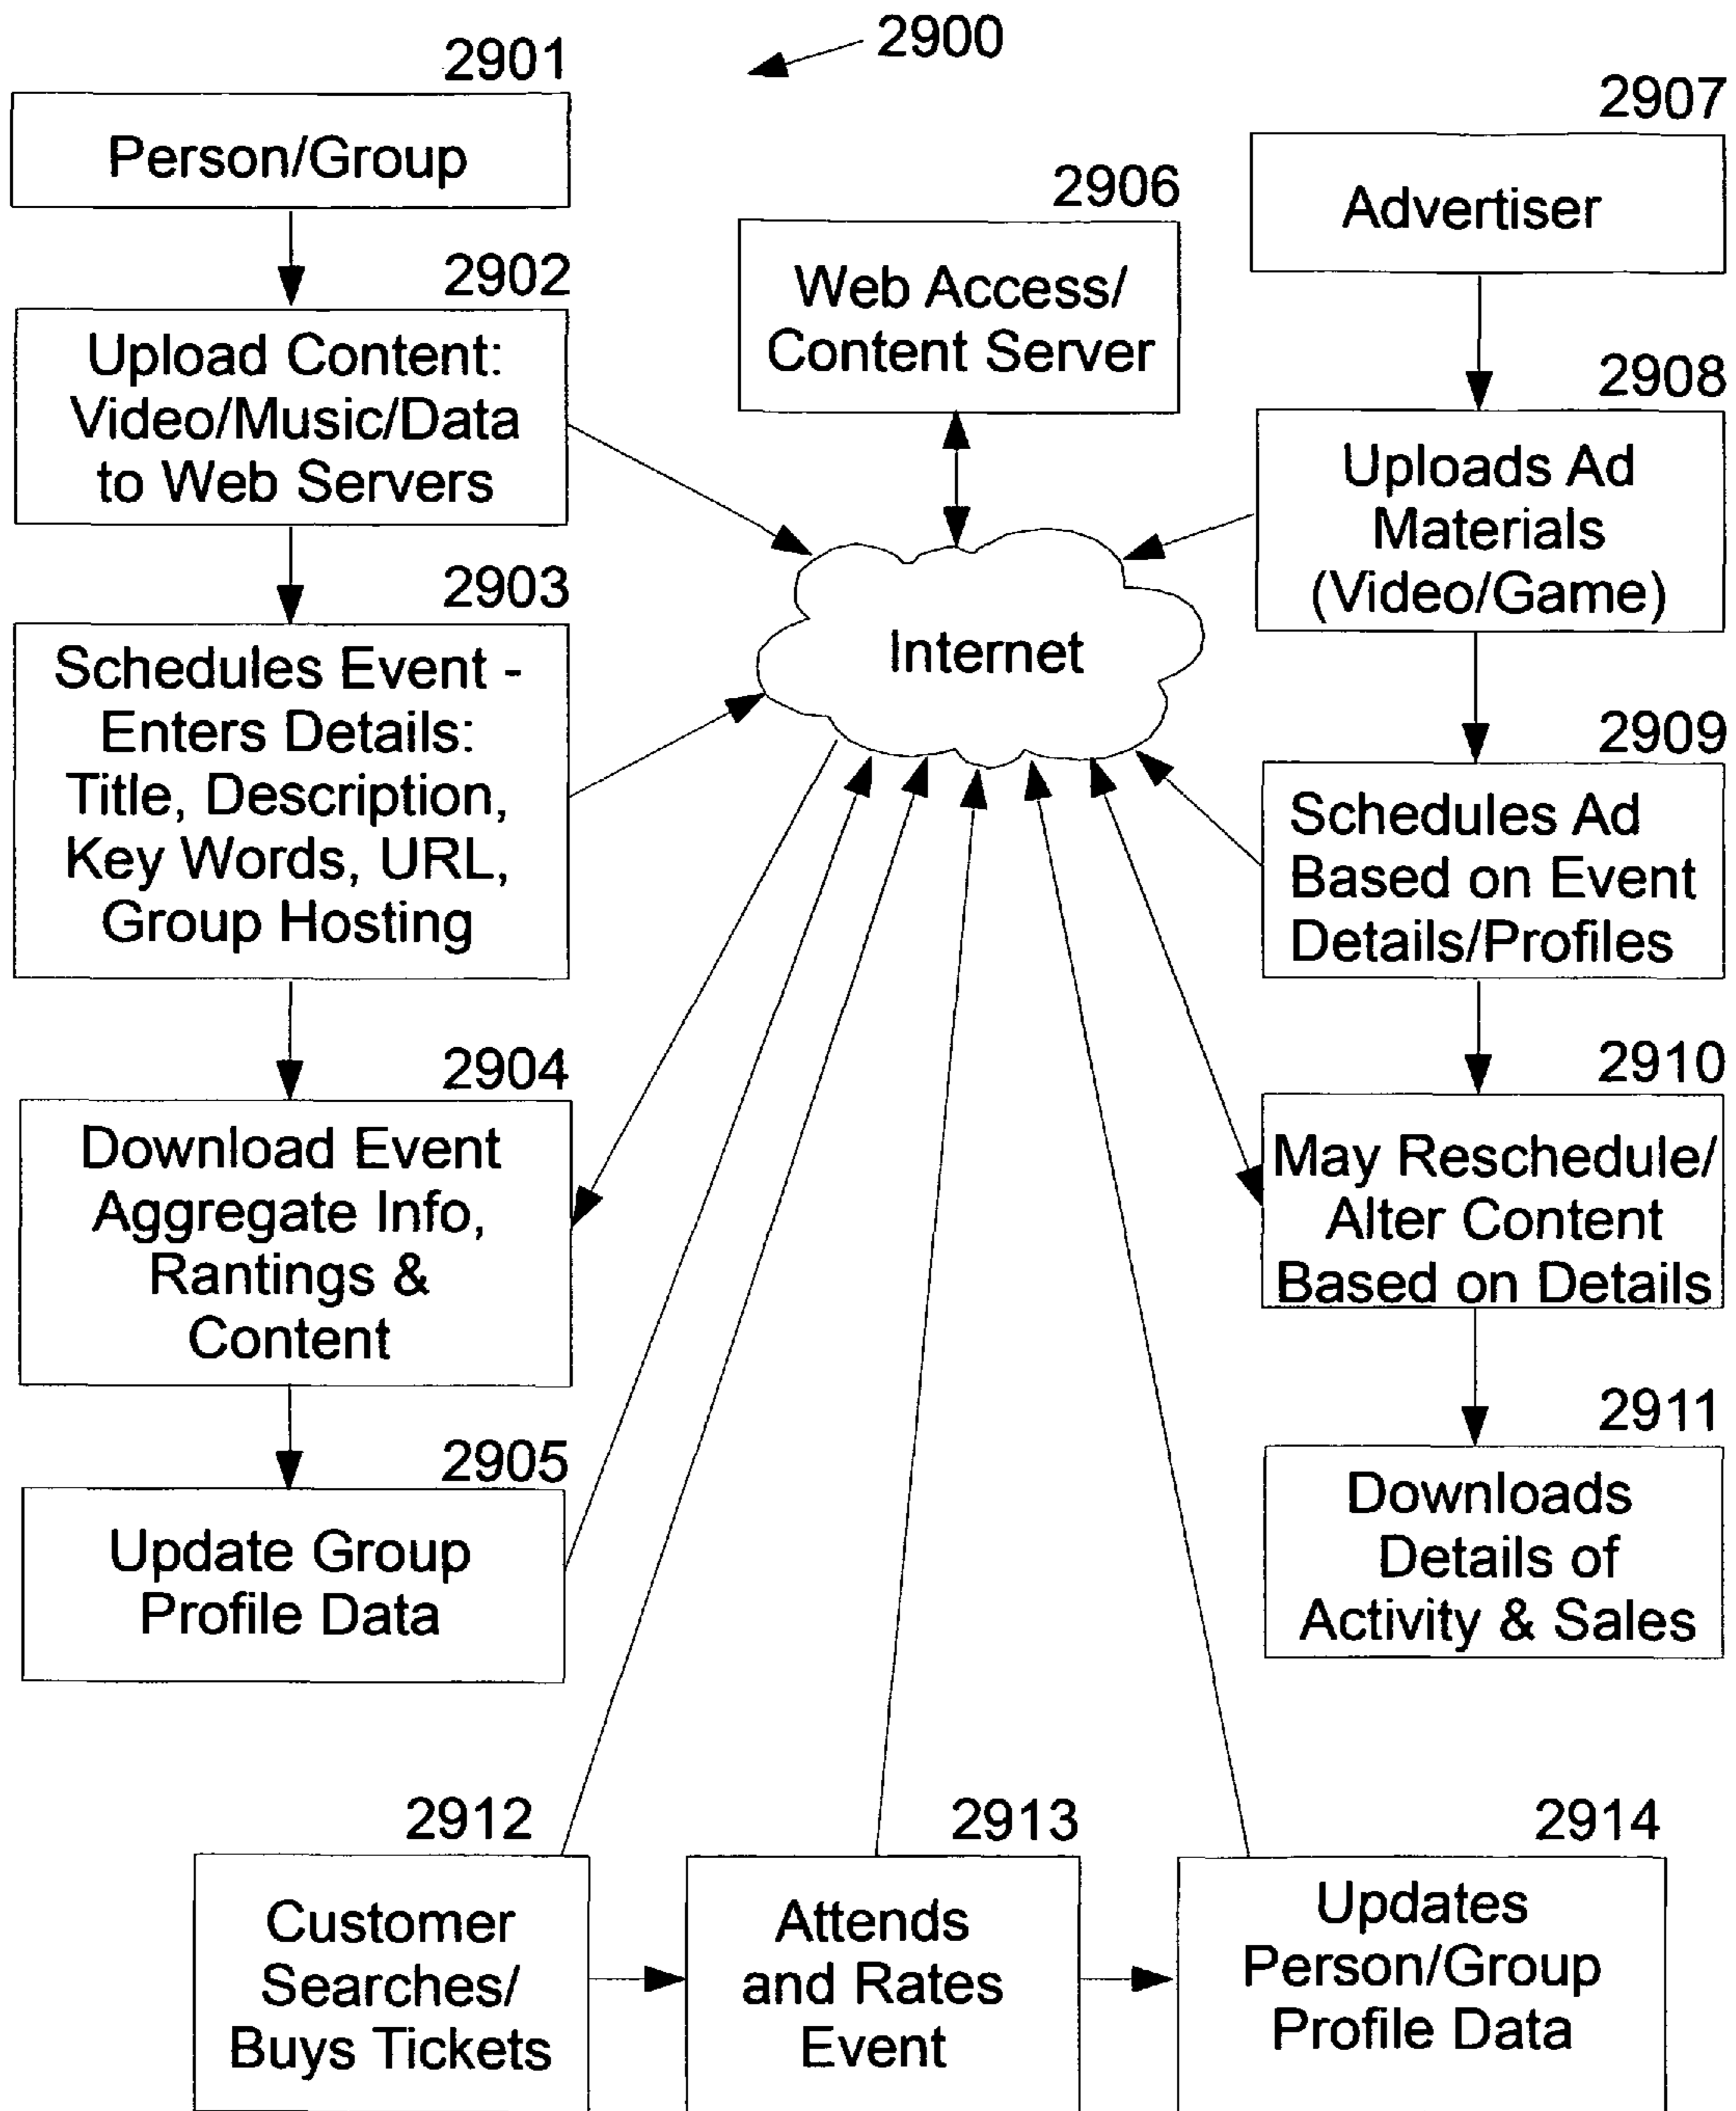 2900
2901
Person/Group
2902
Upload Content:
Video/Music/Data
to Web Servers
2903
Schedules Event -
Enters Details:
Title, Description,
Key Words, URL,
Group Hosting
2904
Download Event
Aggregate Info,
Rantings &
Content
2905
Update Group
Profile Data
2906
Web Access/
Content Server
Internet
2907
Advertiser
2908
Uploads Ad
Materials
(Video/Game)
2909
Schedules Ad
Based on Event
Details/Profiles
2910
May Reschedule/
Alter Content
Based on Details
2911
Downloads
Details of
Activity & Sales
2912
Customer
Searches/
Buys Tickets
2913
Attends
and Rates
Event
2914
Updates
Person/Group
Profile Data